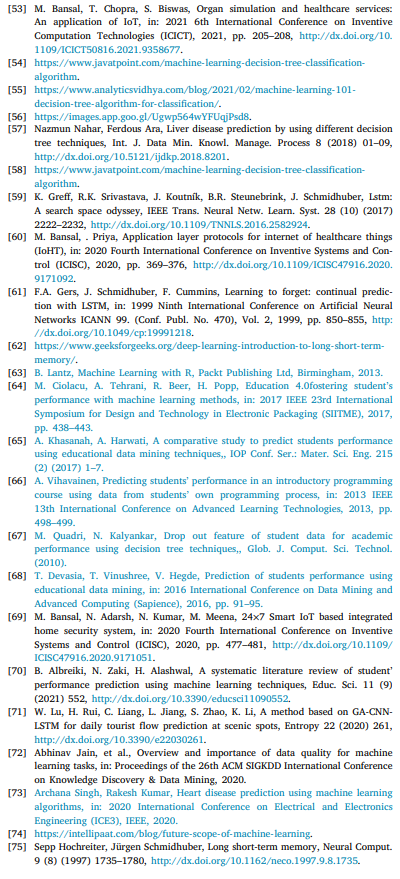 [53] M. Bansal, T. Chopra, S. Biswas, Organ simulation and healthcare services:
An application of IoT, in: 2021 6th International Conference on Inventive
Computation Technologies (ICICT), 2021, pp. 205–208, http://dx.doi.org/10.
1109/ICICT50816.2021.9358677.
[54] https://www.javatpoint.com/machine-learning-decision-tree-classification-
algorithm.
[55] https://www.analyticsvidhya.com/blog/2021/02/machine-learning-101-
decision-tree-algorithm-for-classification/.
[56] https://images.app.goo.gl/Ugwp564wYFUqjPsd8.
[57] Nazmun Nahar, Ferdous Ara, Liver disease prediction by using different decision
tree techniques, Int. J. Data Min. Knowl. Manage. Process 8 (2018) 01–09,
http://dx.doi.org/10.5121/ijdkp.2018.8201.
[58] https://www.javatpoint.com/machine-learning-decision-tree-classification-
algorithm.
[59] K. Greff, R.K. Srivastava, J. Koutník, B.R. Steunebrink, J. Schmidhuber, Lstm:
A search space odyssey, IEEE Trans. Neural Netw. Learn. Syst. 28 (10) (2017)
2222–2232, http://dx.doi.org/10.1109/TNNLS.2016.2582924.
[60] M. Bansal, . Priya, Application layer protocols for internet of healthcare things
(IoHT), in: 2020 Fourth International Conference on Inventive Systems and Con-
trol (ICISC), 2020, pp. 369–376, http://dx.doi.org/10.1109/ICISC47916.2020.
9171092.
[61] F.A. Gers, J. Schmidhuber, F. Cummins, Learning to forget: continual predic-
tion with LSTM, in: 1999 Ninth International Conference on Artificial Neural
Networks ICANN 99. (Conf. Publ. No. 470), Vol. 2, 1999, pp. 850–855, http:
//dx.doi.org/10.1049/cp:19991218.
[62] https://www.geeksforgeeks.org/deep-learning-introduction-to-long-short-term-
memory/.
[63] B. Lantz, Machine Learning with R, Packt Publishing Ltd, Birmingham, 2013.
[64] M. Ciolacu, A. Tehrani, R. Beer, H. Popp, Education 4.0fostering student's
performance with machine learning methods, in: 2017 IEEE 23rd International
Symposium for Design and Technology in Electronic Packaging (SIITME), 2017,
pp. 438–443.
[65] A. Khasanah, A. Harwati, A comparative study to predict students performance
using educational data mining techniques,, IOP Conf. Ser.: Mater. Sci. Eng. 215
(2) (2017) 1–7.
[66] A. Vihavainen, Predicting students' performance in an introductory programming
course using data from students' own programming process, in: 2013 IEEE
13th International Conference on Advanced Learning Technologies, 2013, pp.
498–499.
[67] M. Quadri, N. Kalyankar, Drop out feature of student data for academic
performance using decision tree techniques,, Glob. J. Comput. Sci. Technol.
(2010).
[68] T. Devasia, T. Vinushree, V. Hegde, Prediction of students performance using
educational data mining, in: 2016 International Conference on Data Mining and
Advanced Computing (Sapience), 2016, pp. 91–95.
[69] M. Bansal, N. Adarsh, N. Kumar, M. Meena, 24×7 Smart IoT based integrated
home security system, in: 2020 Fourth International Conference on Inventive
Systems and Control (ICISC), 2020, pp. 477–481, http://dx.doi.org/10.1109/
ICISC47916.2020.9171051.
[70] B. Albreiki, N. Zaki, H. Alashwal, A systematic literature review of student'
performance prediction using machine learning techniques, Educ. Sci. 11 (9)
(2021) 552, http://dx.doi.org/10.3390/educsci11090552.
[71] W. Lu, H. Rui, C. Liang, L. Jiang, S. Zhao, K. Li, A method based on GA-CNN-
LSTM for daily tourist flow prediction at scenic spots, Entropy 22 (2020) 261,
http://dx.doi.org/10.3390/e22030261.
[72] Abhinav Jain, et al., Overview and importance of data quality for machine
learning tasks, in: Proceedings of the 26th ACM SIGKDD International Conference
on Knowledge Discovery & Data Mining, 2020.
[73] Archana Singh, Rakesh Kumar, Heart disease prediction using machine learning
algorithms, in: 2020 International Conference on Electrical and Electronics
Engineering (ICE3), IEEE, 2020.
[74] https://intellipaat.com/blog/future-scope-of-machine-learning.
[75] Sepp Hochreiter, Jürgen Schmidhuber, Long short-term memory, Neural Comput.
9 (8) (1997) 1735–1780, http://dx.doi.org/10.1162/neco.1997.9.8.1735.